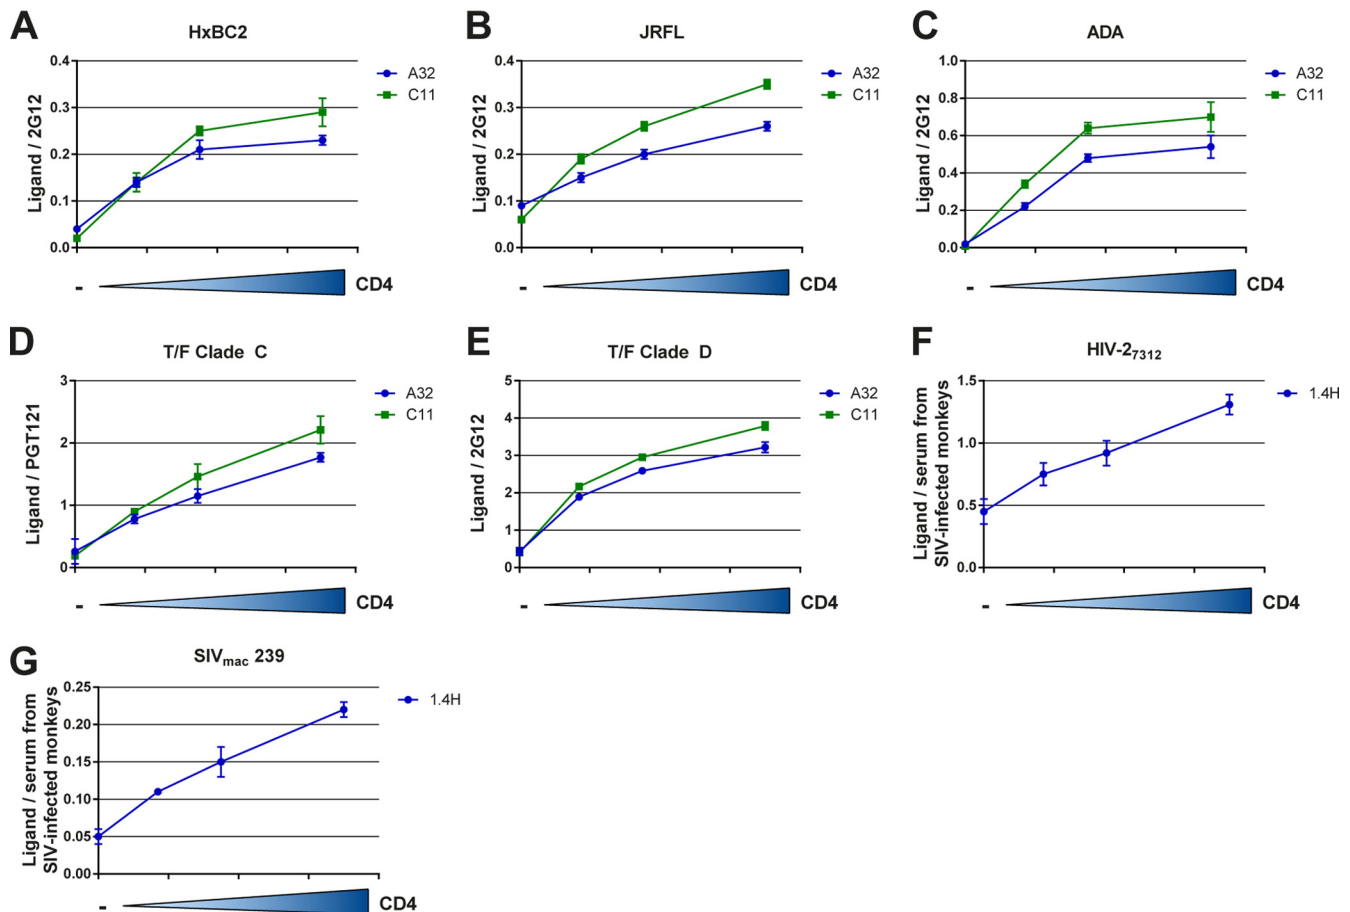 A
HxBC2
Ligand / 2G12
0.4
0.3
0.2
0.1
0.0
A32
C11
-
CD4
B
JRFL
Ligand / 2G12
0.4
0.3
0.2
0.1
0.0
A32
C11
-
CD4
C
ADA
Ligand / 2G12
1.0
0.8
0.6
0.4
0.2
0.0
A32
C11
-
CD4
D
T/F Clade C
Ligand / PGT121
3
2
1
0
A32
C11
-
CD4
E
T/F Clade D
Ligand / 2G12
5
4
3
2
1
0
A32
C11
-
CD4
F
HIV-2₇₃₁₂
Ligand / serum from
SIV-infected monkeys
1.5
1.0
0.5
0.0
1.4H
-
CD4
G
SIVmac 239
Ligand / serum from
SIV-infected monkeys
0.25
0.20
0.15
0.10
0.05
0.00
1.4H
-
CD4